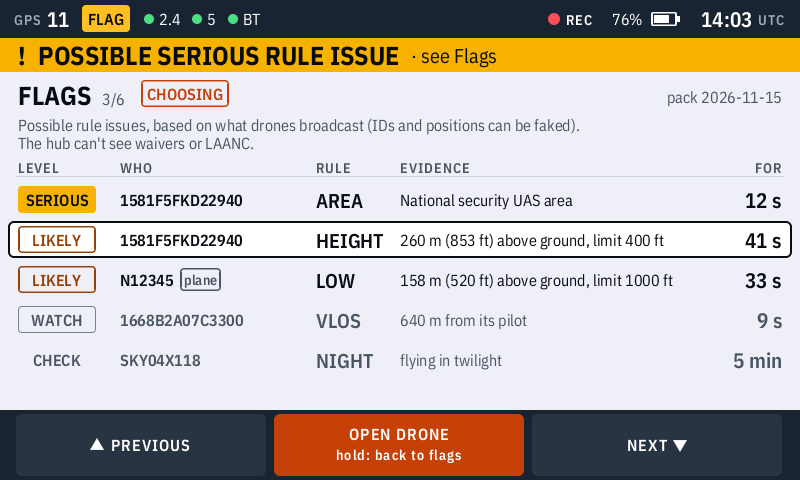 GPS 11 FLAG 2.4 5 BT REC 76% 14:03 UTC
! POSSIBLE SERIOUS RULE ISSUE · see Flags
FLAGS 3/6 CHOOSING pack 2026-11-15
Possible rule issues, based on what drones broadcast (IDs and positions can be faked).
The hub can't see waivers or LAANC.
LEVEL WHO RULE EVIDENCE FOR
SERIOUS 1581F5FKD22940 AREA National security UAS area 12 s
LIKELY 1581F5FKD22940 HEIGHT 260 m (853 ft) above ground, limit 400 ft 41 s
LIKELY N12345 plane LOW 158 m (520 ft) above ground, limit 1000 ft 33 s
WATCH 1668B2A07C3300 VLOS 640 m from its pilot 9 s
CHECK SKY04X118 NIGHT flying in twilight 5 min
▲ PREVIOUS OPEN DRONE NEXT ▼
hold: back to flags